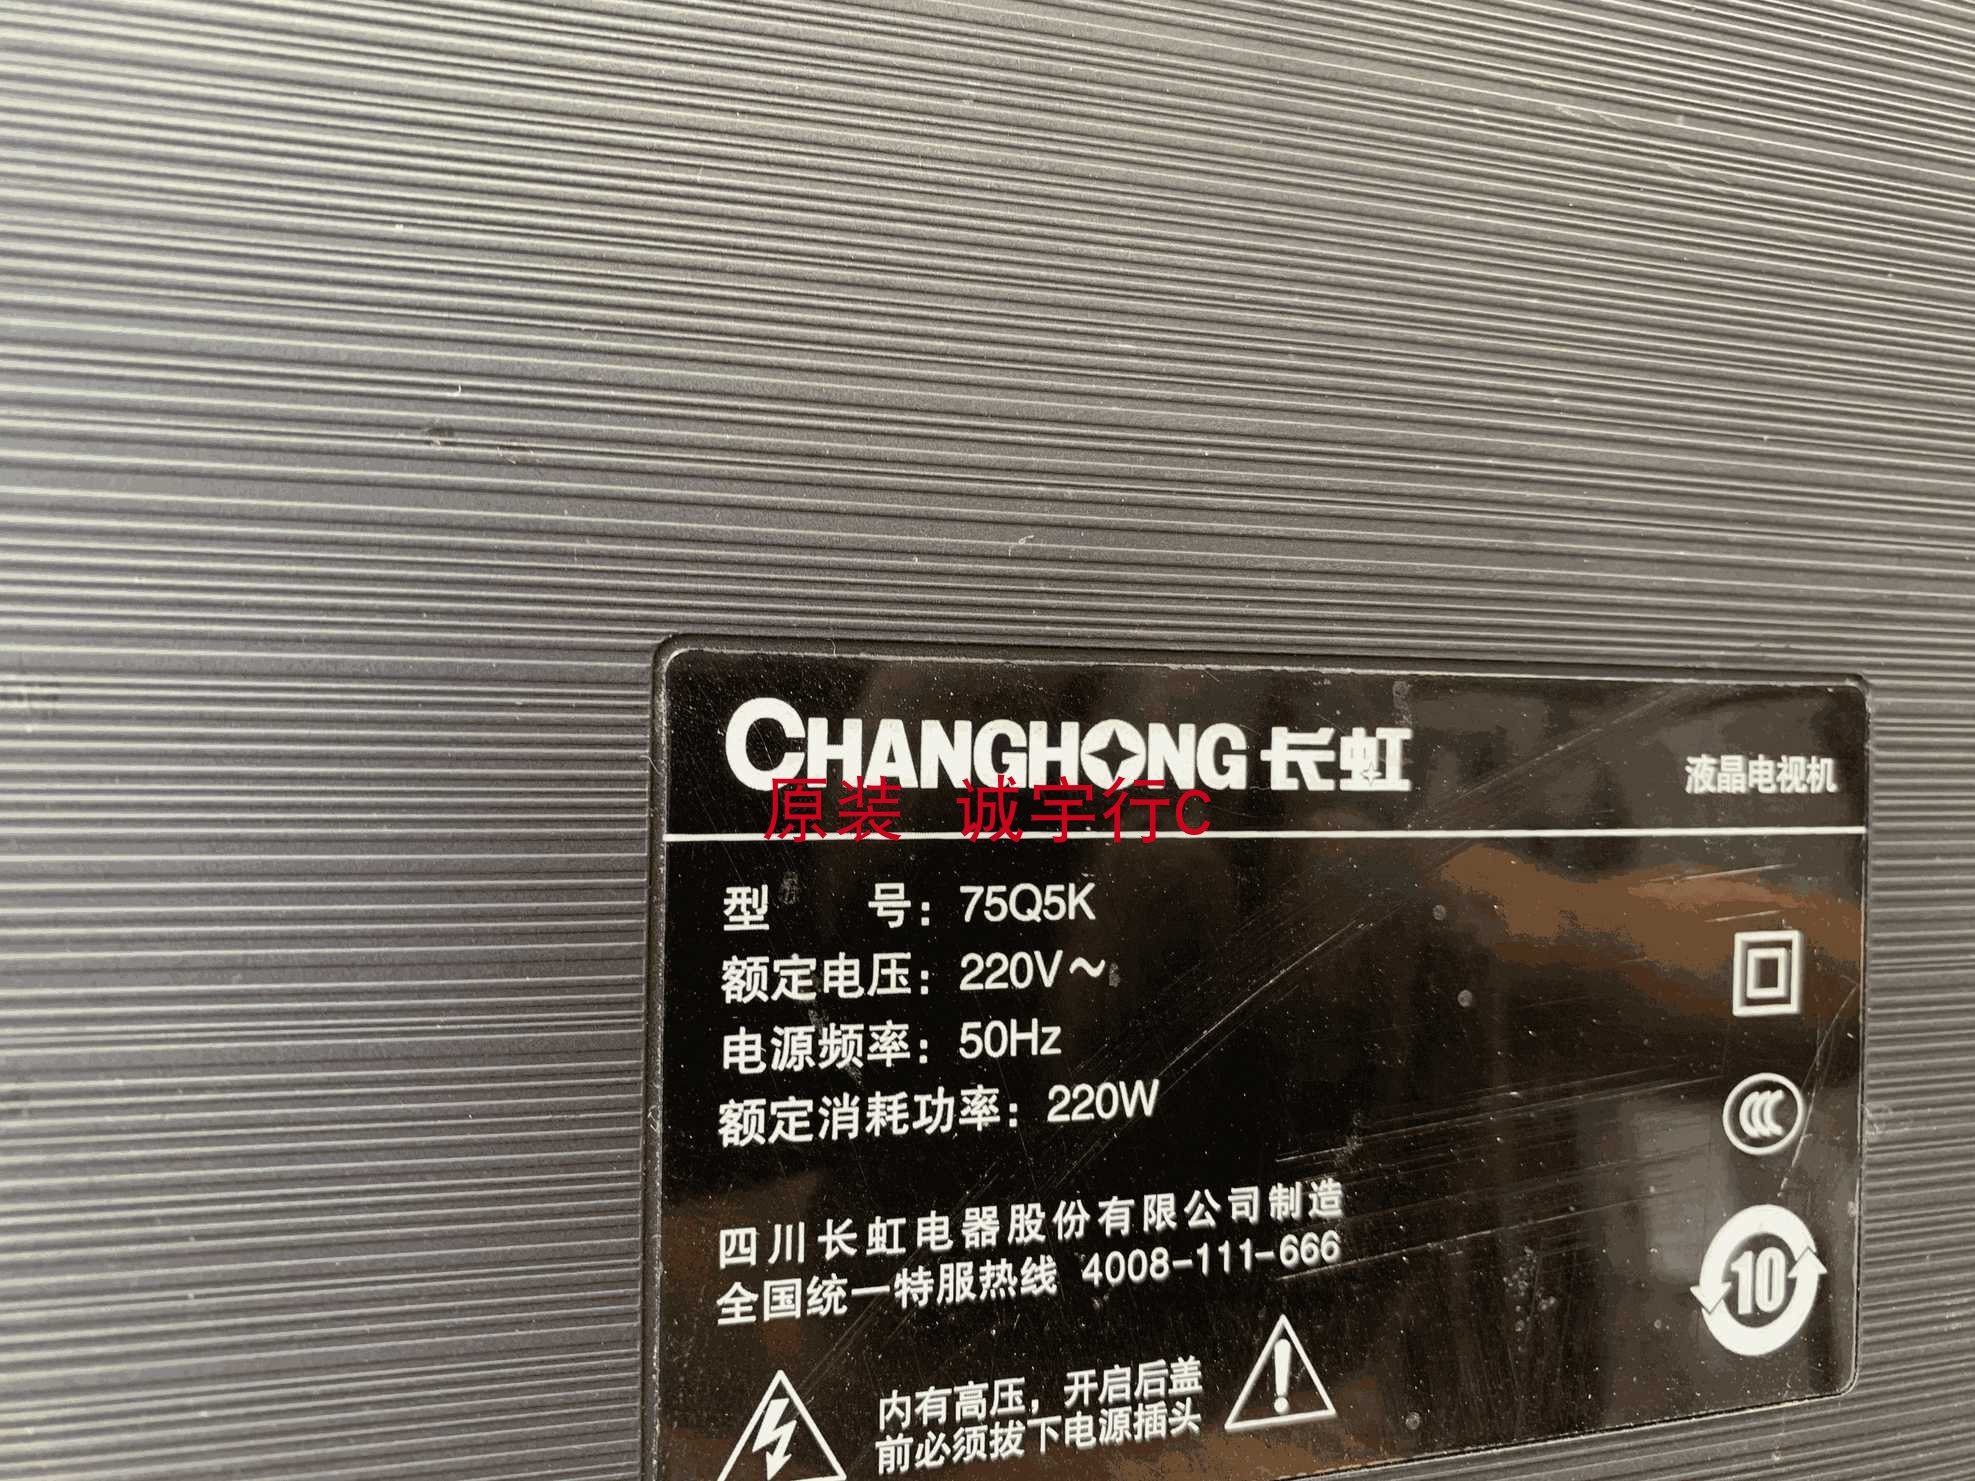 CHANGHONG 长虹
液晶电视机
原装 诚宇行C
型 号：75Q5K
额定电压：220V～
电源频率：50Hz
额定消耗功率：220W
四川长虹电器股份有限公司制造
全国统一特服热线 4008-111-666
10
内有高压，开启后盖
前必须拔下电源插头